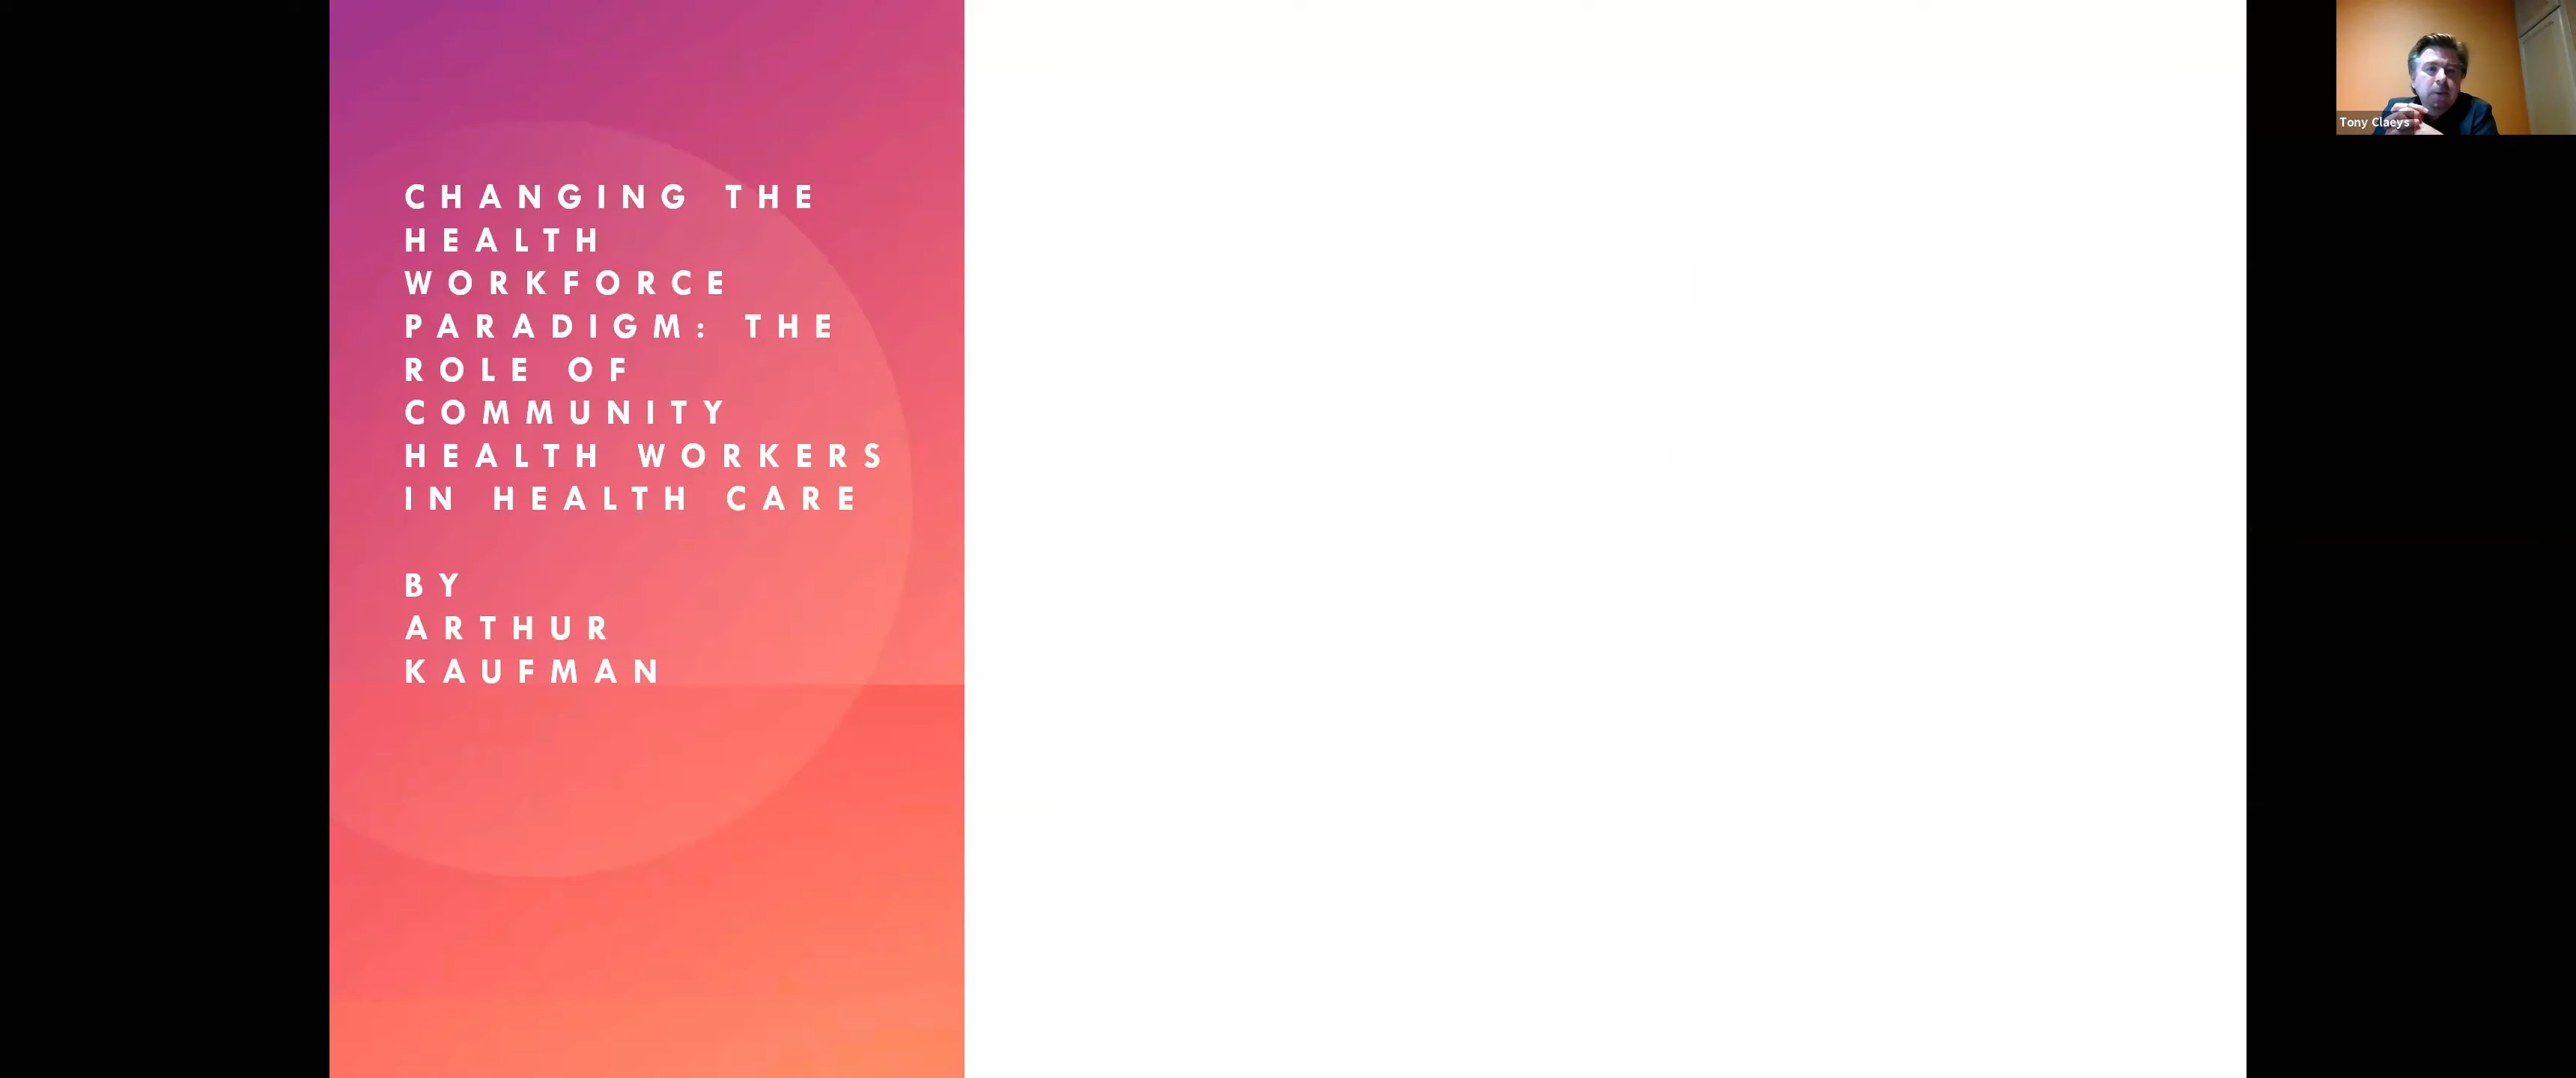 CHANGING THE
HEALTH
WORKFORCE
PARADIGM: THE
ROLE OF
COMMUNITY
HEALTH WORKERS
IN HEALTH CARE
BY
ARTHUR
KAUFMAN
Tony Claeys